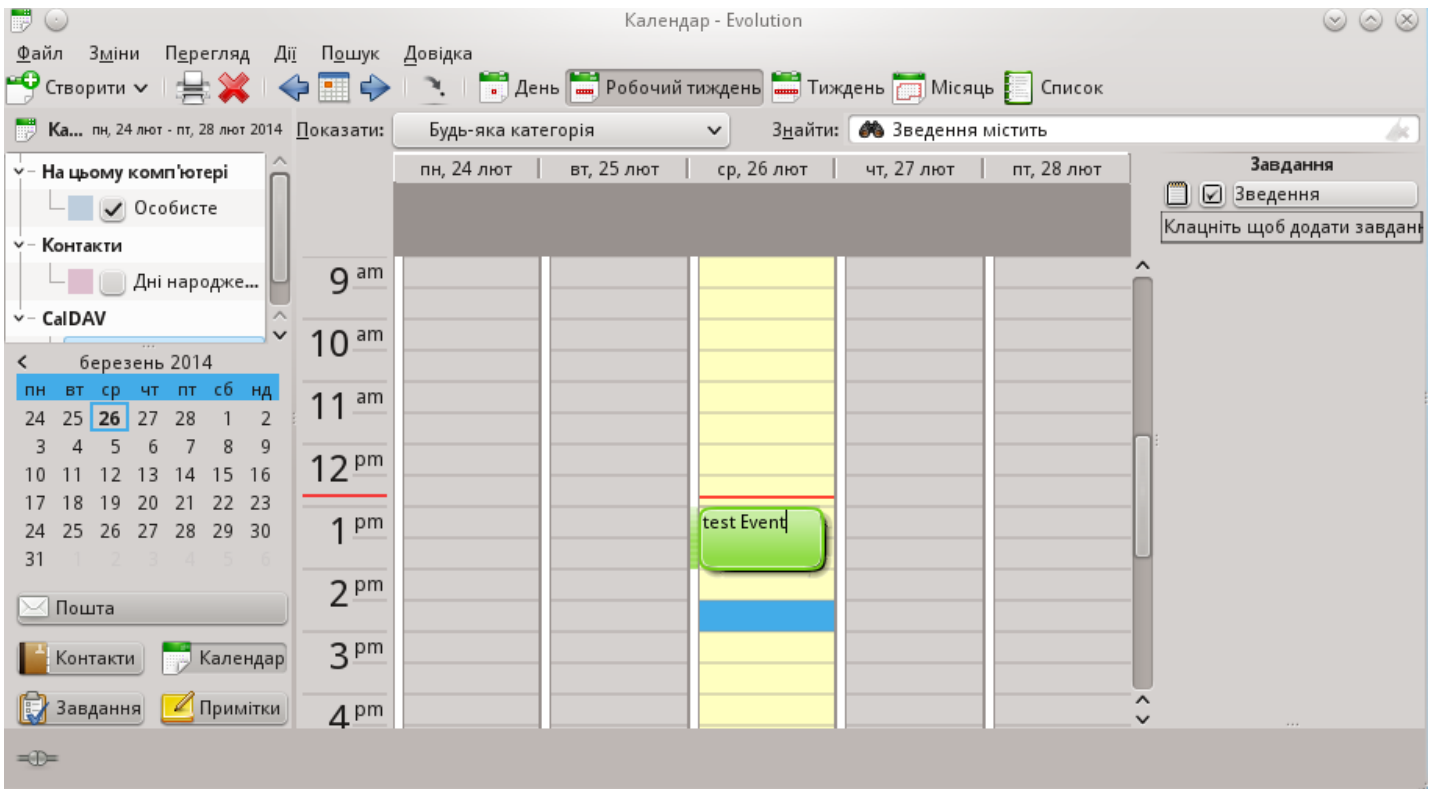 Календар - Evolution
Файл Зміни Перегляд Дії Пошук Довідка
Створити День Робочий тиждень Тиждень Місяць Список
Ка... пн, 24 лют - пт, 28 лют 2014 Показати: Будь-яка категорія Знайти: Зведення містить
На цьому комп'ютері
Особисте
Контакти
Дні народже...
CalDAV
березень 2014
пн вт ср чт пт сб нд
24 25 26 27 28 1 2
3 4 5 6 7 8 9
10 11 12 13 14 15 16
17 18 19 20 21 22 23
24 25 26 27 28 29 30
31 1 2 3 4 5 6
Пошта
Контакти Календар
Завдання Примітки
пн, 24 лют вт, 25 лют ср, 26 лют чт, 27 лют пт, 28 лют
9 am
10 am
11 am
12 pm
1 pm
test Event
2 pm
3 pm
4 pm
Завдання
Зведення
Клацніть щоб додати завданн